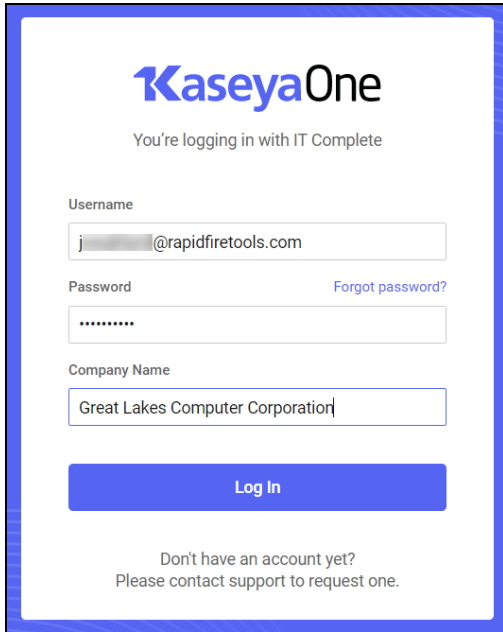 KaseyaOne
You're logging in with IT Complete
Username
j @rapidfiretools.com
Password Forgot password?
••••••••••
Company Name
Great Lakes Computer Corporation
Log In
Don't have an account yet?
Please contact support to request one.